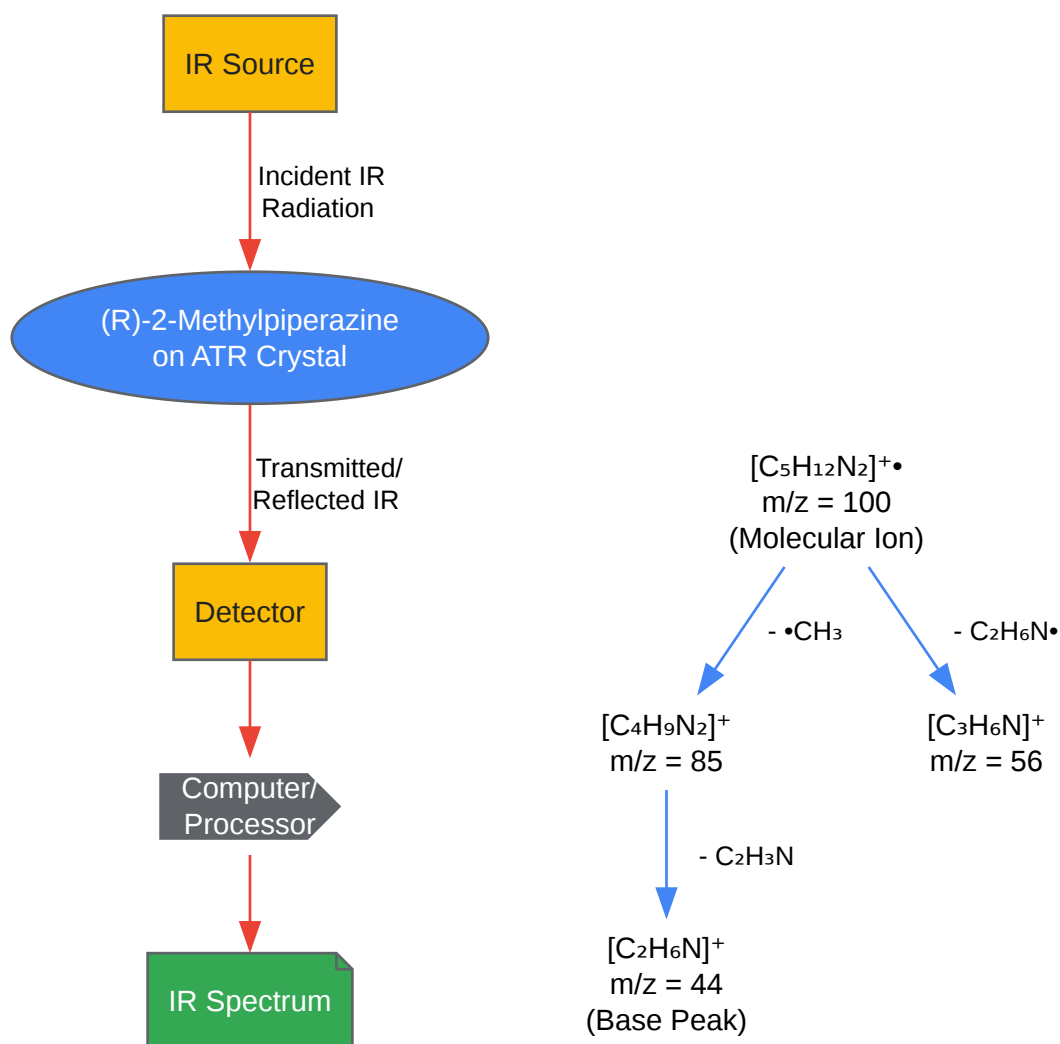 IR Source
Incident IR
Radiation
(R)-2-Methylpiperazine
on ATR Crystal
Transmitted/
Reflected IR
Detector
Computer/
Processor
IR Spectrum
[C₅H₁₂N₂]⁺•
m/z = 100
(Molecular Ion)
- •CH₃
- C₂H₆N•
[C₄H₉N₂]⁺
m/z = 85
[C₃H₆N]⁺
m/z = 56
- C₂H₃N
[C₂H₆N]⁺
m/z = 44
(Base Peak)